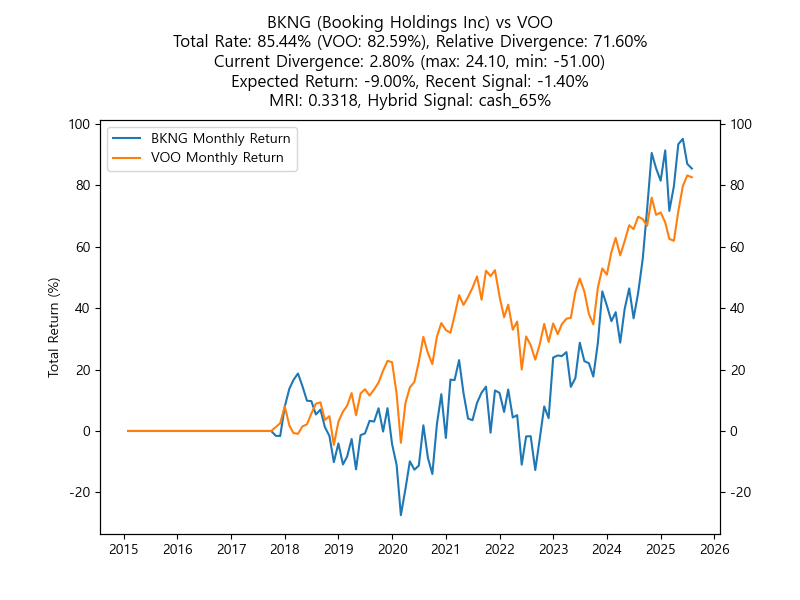 BKNG (Booking Holdings Inc) vs VOO
Total Rate: 85.44% (VOO: 82.59%), Relative Divergence: 71.60%
Current Divergence: 2.80% (max: 24.10, min: -51.00)
Expected Return: -9.00%, Recent Signal: -1.40%
MRI: 0.3318, Hybrid Signal: cash_65%
BKNG Monthly Return
VOO Monthly Return
Total Return (%)
100
80
60
40
20
0
-20
100
80
60
40
20
0
-20
2015 2016 2017 2018 2019 2020 2021 2022 2023 2024 2025 2026